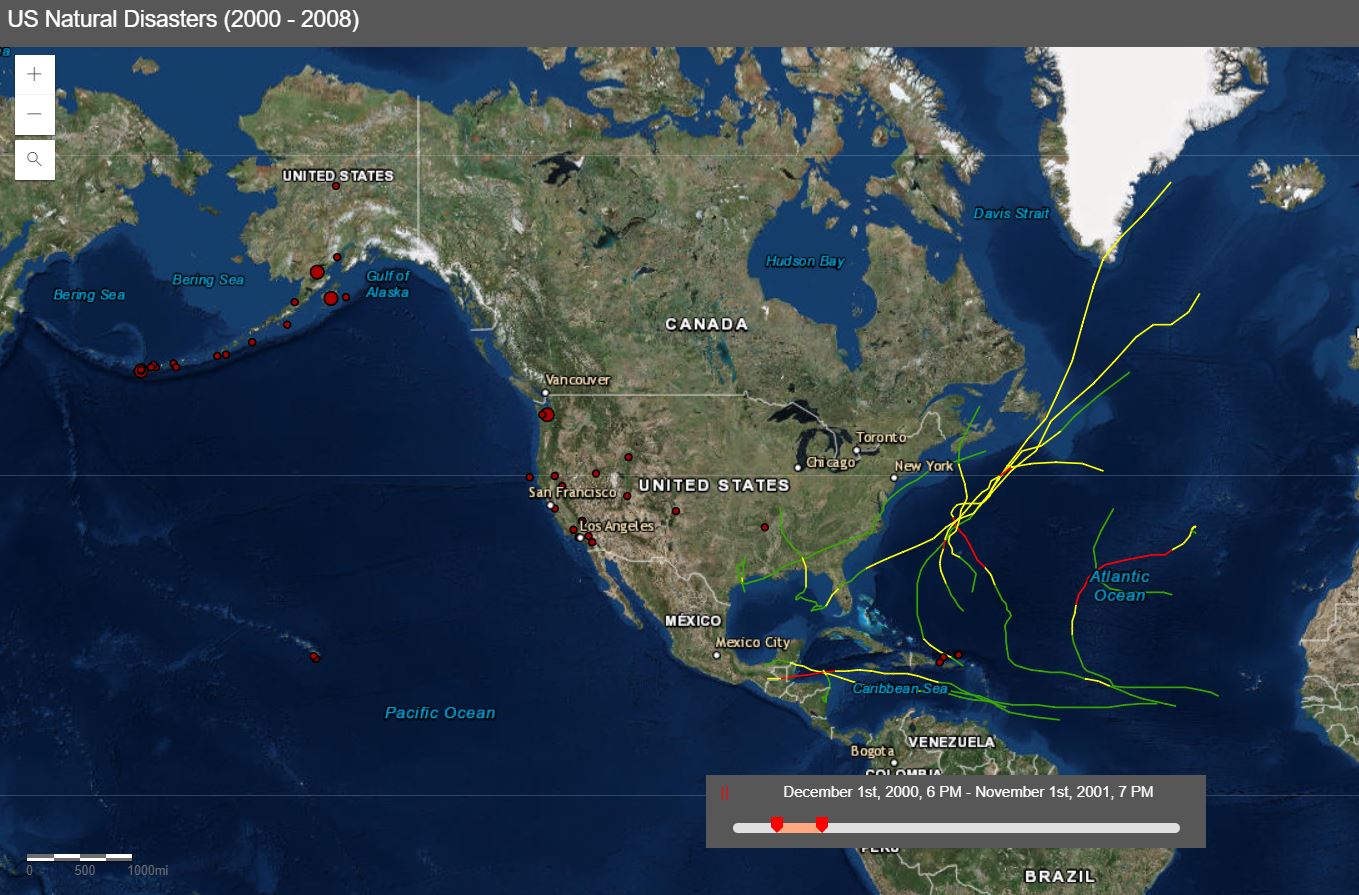 US Natural Disasters (2000 - 2008)
+
−
UNITED STATES
Davis Strait
Hudson Bay
Bering Sea
Gulf of
Alaska
Bering Sea
CANADA
Vancouver
Toronto
Chicago
New York
UNITED STATES
San Francisco
Los Angeles
Atlantic
Ocean
MÉXICO
Mexico City
Caribbean Sea
Pacific Ocean
VENEZUELA
Bogota
COLOMBIA
December 1st, 2000, 6 PM - November 1st, 2001, 7 PM
PERU
0 500 1000mi
BRAZIL